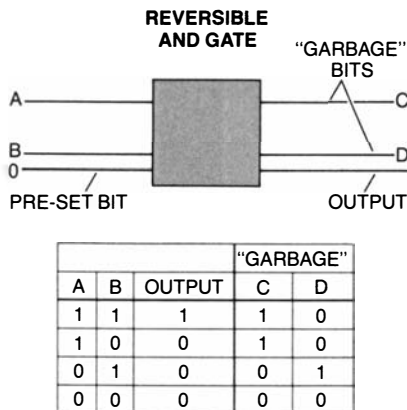 REVERSIBLE
AND GATE
"GARBAGE"
BITS
A
C
B
D
0
PRE-SET BIT
OUTPUT
"GARBAGE"
A B OUTPUT C D
1 1 1 1 0
1 0 0 1 0
0 1 0 0 1
0 0 0 0 0